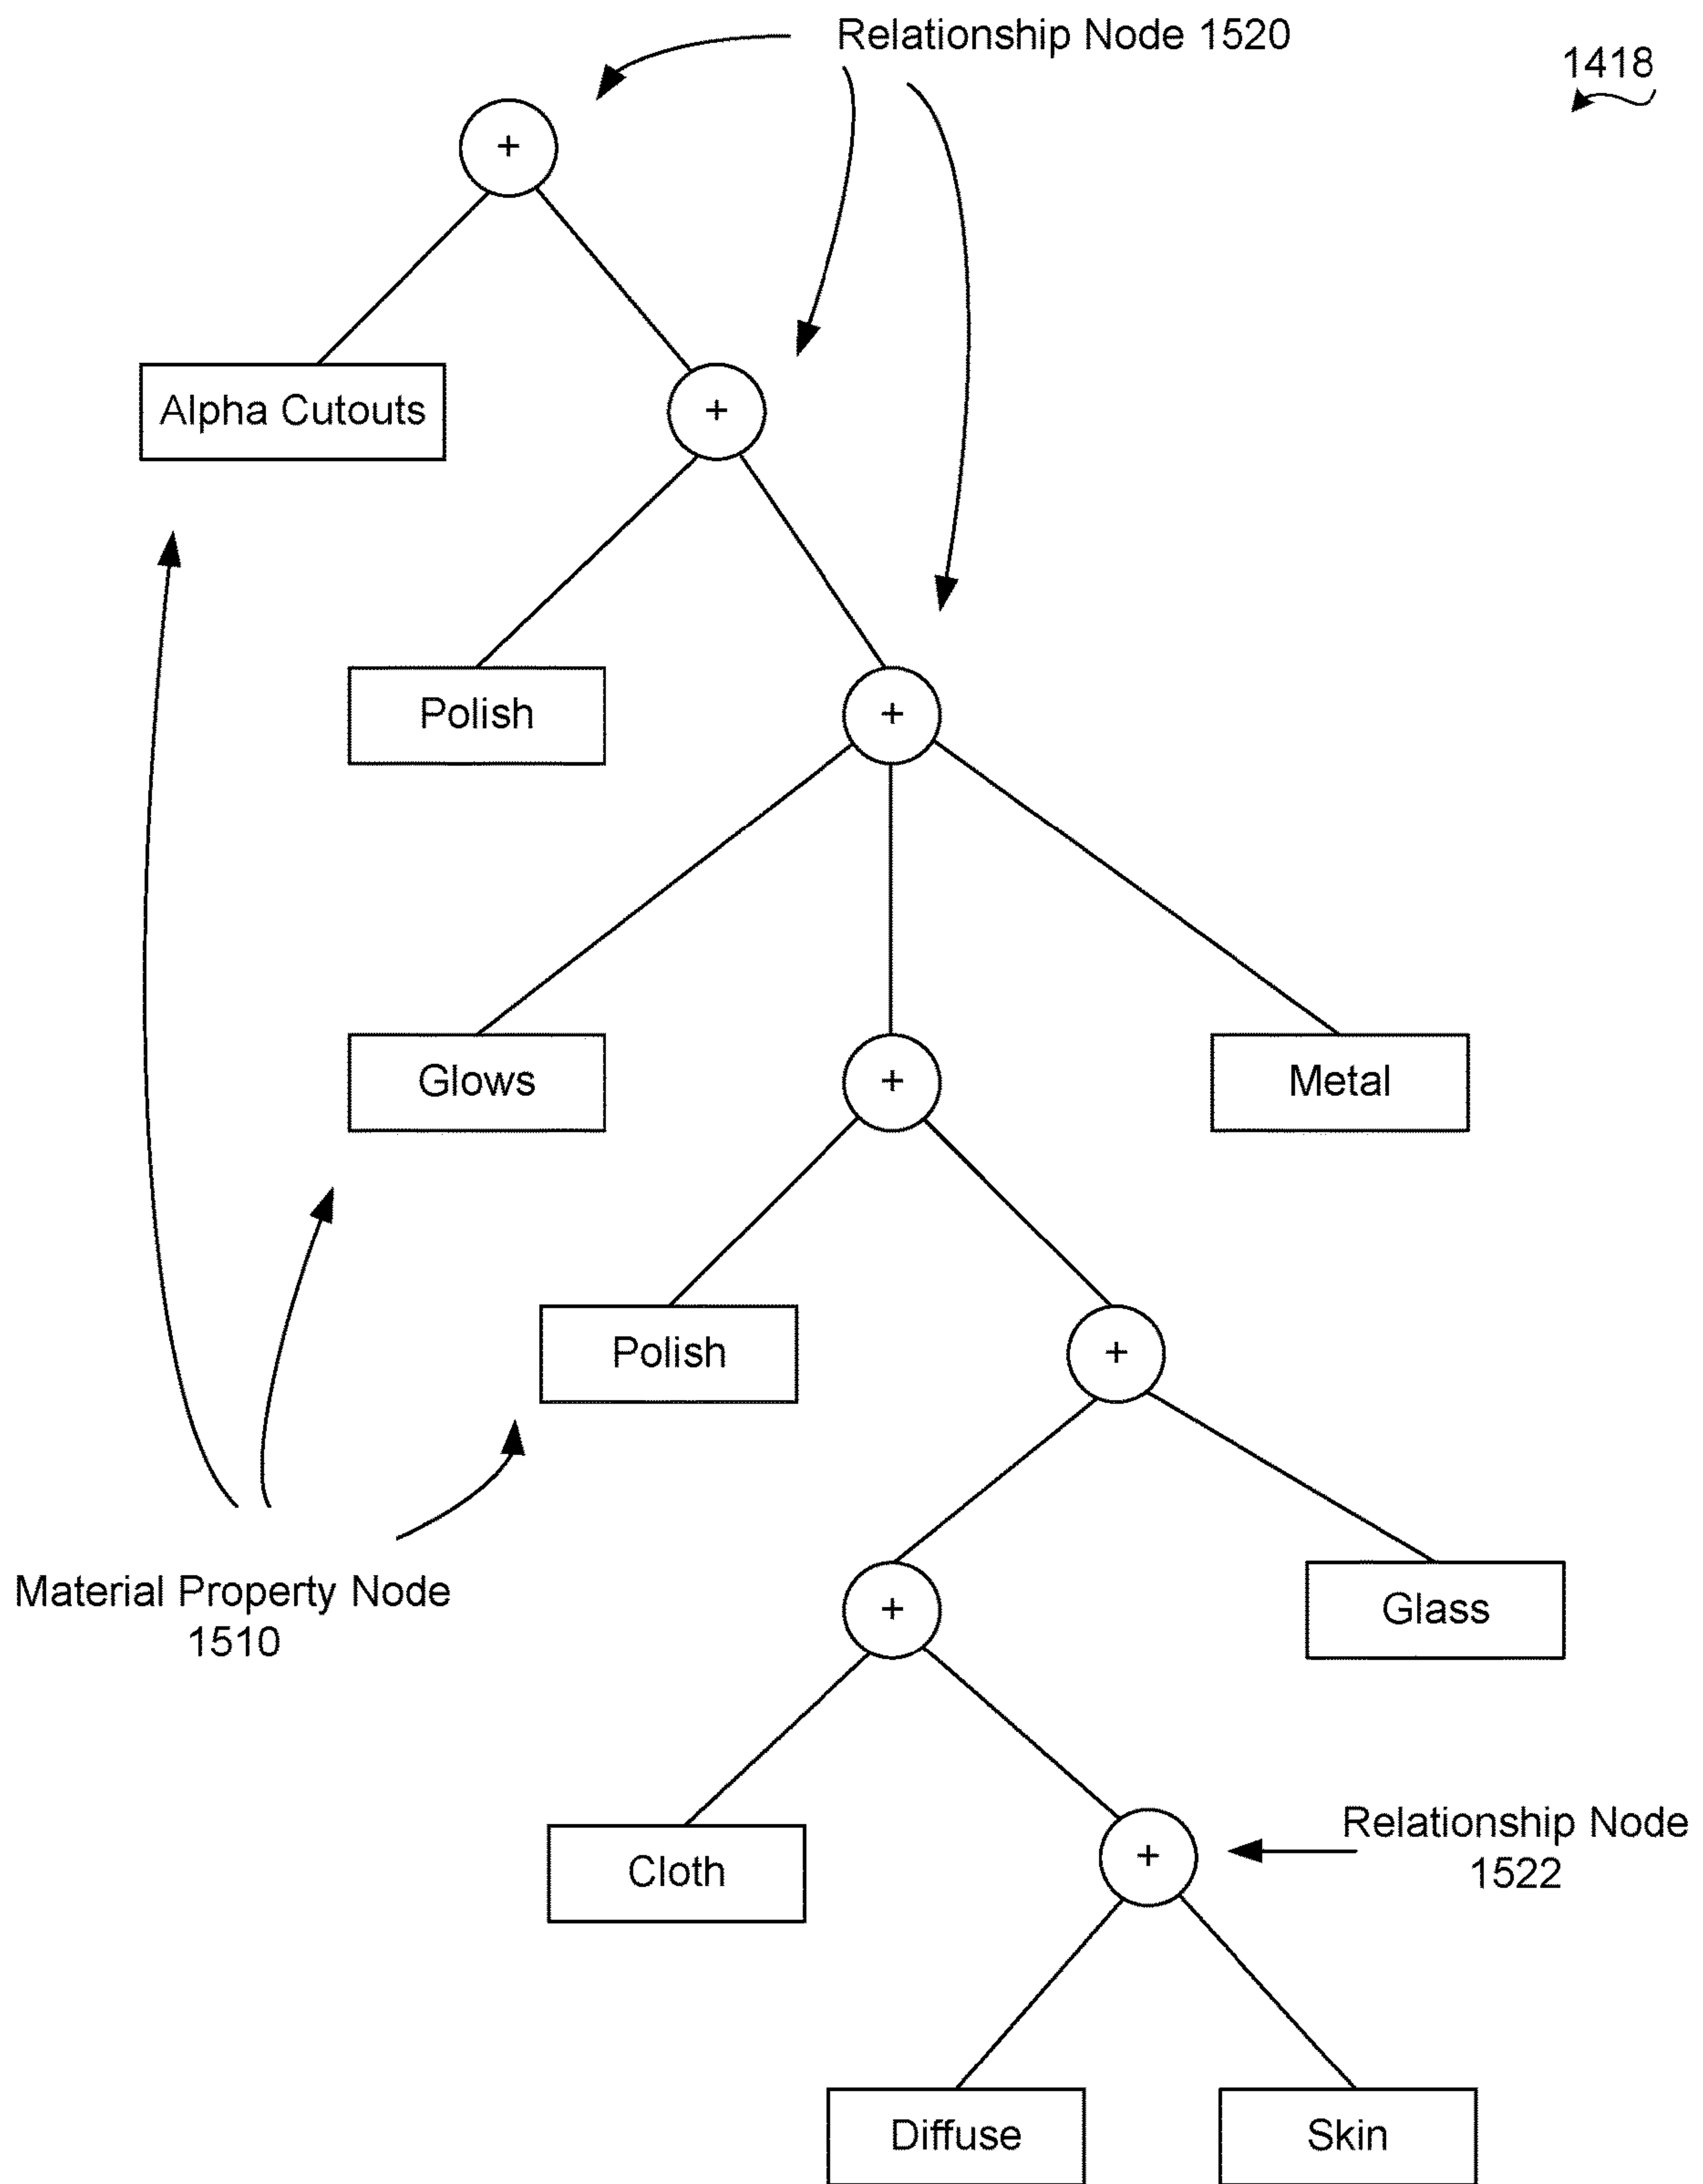 Relationship Node 1520
1418
+
Alpha Cutouts
+
Polish
+
Glows
+
Metal
Polish
+
Material Property Node
1510
+
Glass
Cloth
+
Relationship Node
1522
Diffuse
Skin